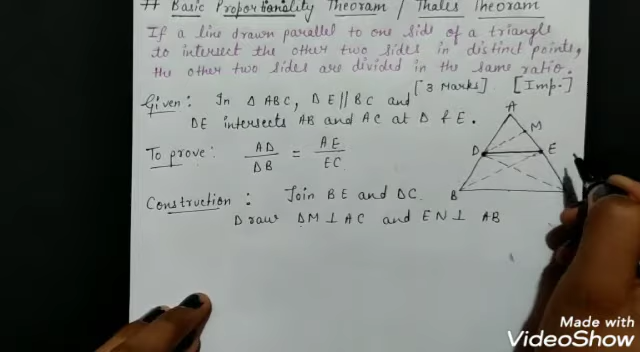 # Basic Proportionality Theoram / Thales Theoram
If a line drawn parallel to one side of a triangle
to intersect the other two sides in distinct points,
the other two sides are divided in the same ratio.
[3 Marks] [Imp.]
Given: In Δ ABC, DE || BC and
DE intersects AB and AC at D & E.
To prove: AD/DB = AE/EC
Construction: Join BE and DC.
Draw DM ⊥ AC and EN ⊥ AB
A
M
D
E
B
Made with
VideoShow